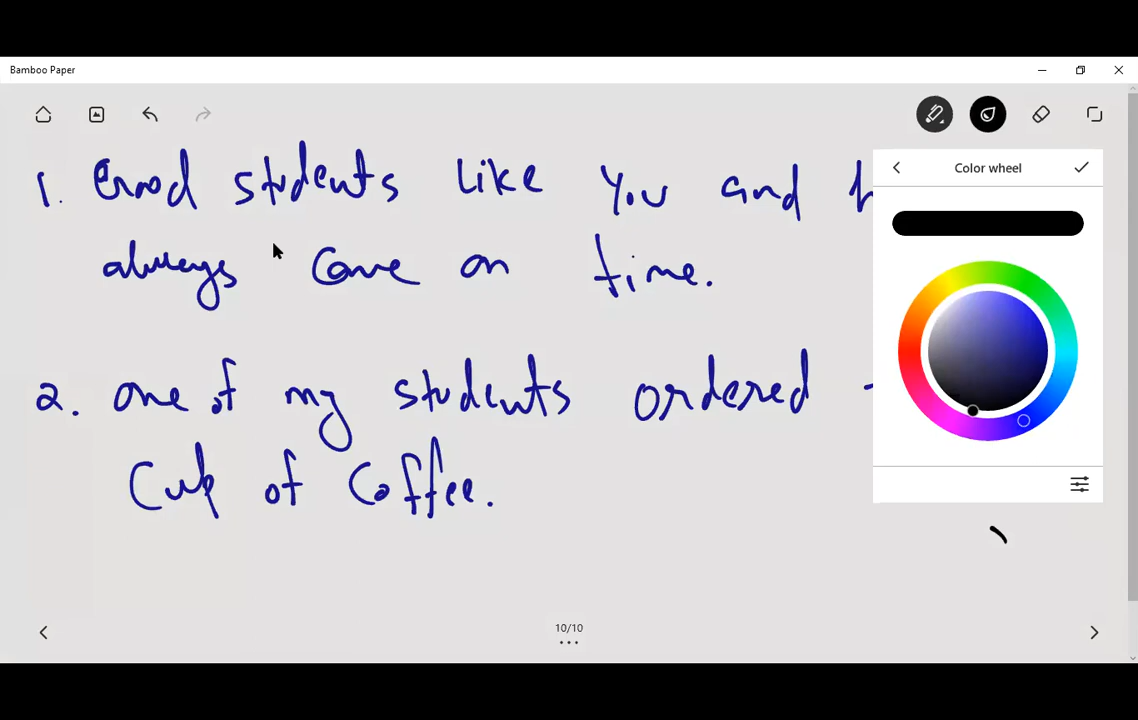 Bamboo Paper
1. Good students like you and
Color wheel
always come on time.
2. one of my students ordered
Cup of Coffee.
10/10